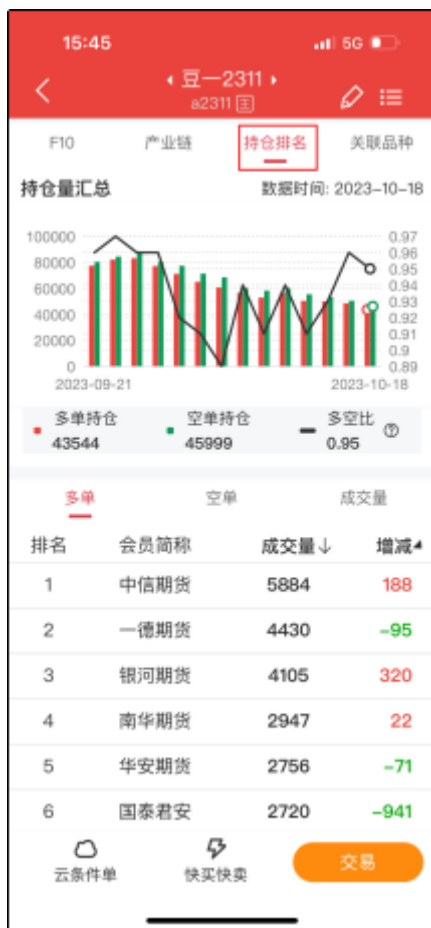 15:45 5G
豆一2311
a2311 主
F10 产业链 持仓排名 关联品种
持仓量汇总 数据时间: 2023-10-18
100000 0.97
0.96
80000 0.95
60000 0.94
0.93
40000 0.92
20000 0.91
0.9
0 0.89
2023-09-21 2023-10-18
多单持仓 空单持仓 多空比
43544 45999 0.95
多单 空单 成交量
排名 会员简称 成交量↓ 增减
1 中信期货 5884 188
2 一德期货 4430 -95
3 银河期货 4105 320
4 南华期货 2947 22
5 华安期货 2756 -71
6 国泰君安 2720 -941
云条件单 快买快卖 交易